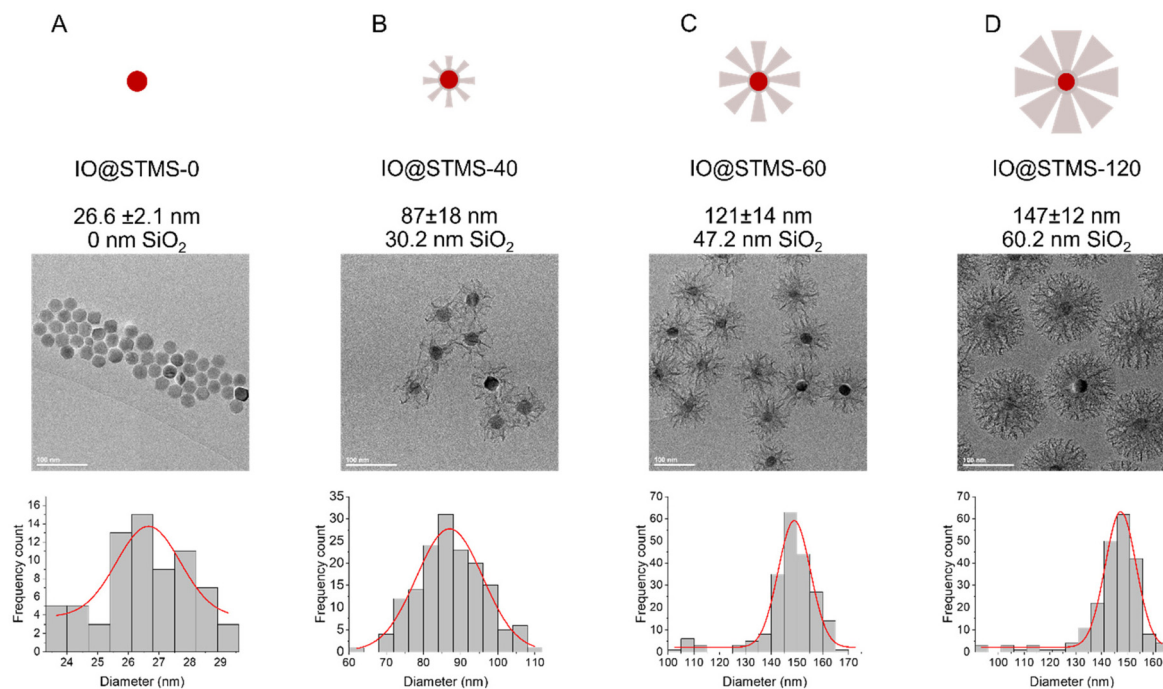 A
B
C
D
IO@STMS-0
IO@STMS-40
IO@STMS-60
IO@STMS-120
26.6 ±2.1 nm
0 nm SiO₂
87±18 nm
30.2 nm SiO₂
121±14 nm
47.2 nm SiO₂
147±12 nm
60.2 nm SiO₂
100 nm
100 nm
100 nm
100 nm
Frequency count
16
14
12
10
8
6
4
2
0
24 25 26 27 28 29
Diameter (nm)
Frequency count
35
30
25
20
15
10
5
0
60 70 80 90 100 110
Diameter (nm)
Frequency count
70
60
50
40
30
20
10
0
100 110 120 130 140 150 160 170
Diameter (nm)
Frequency count
70
60
50
40
30
20
10
0
100 110 120 130 140 150 160
Diameter (nm)